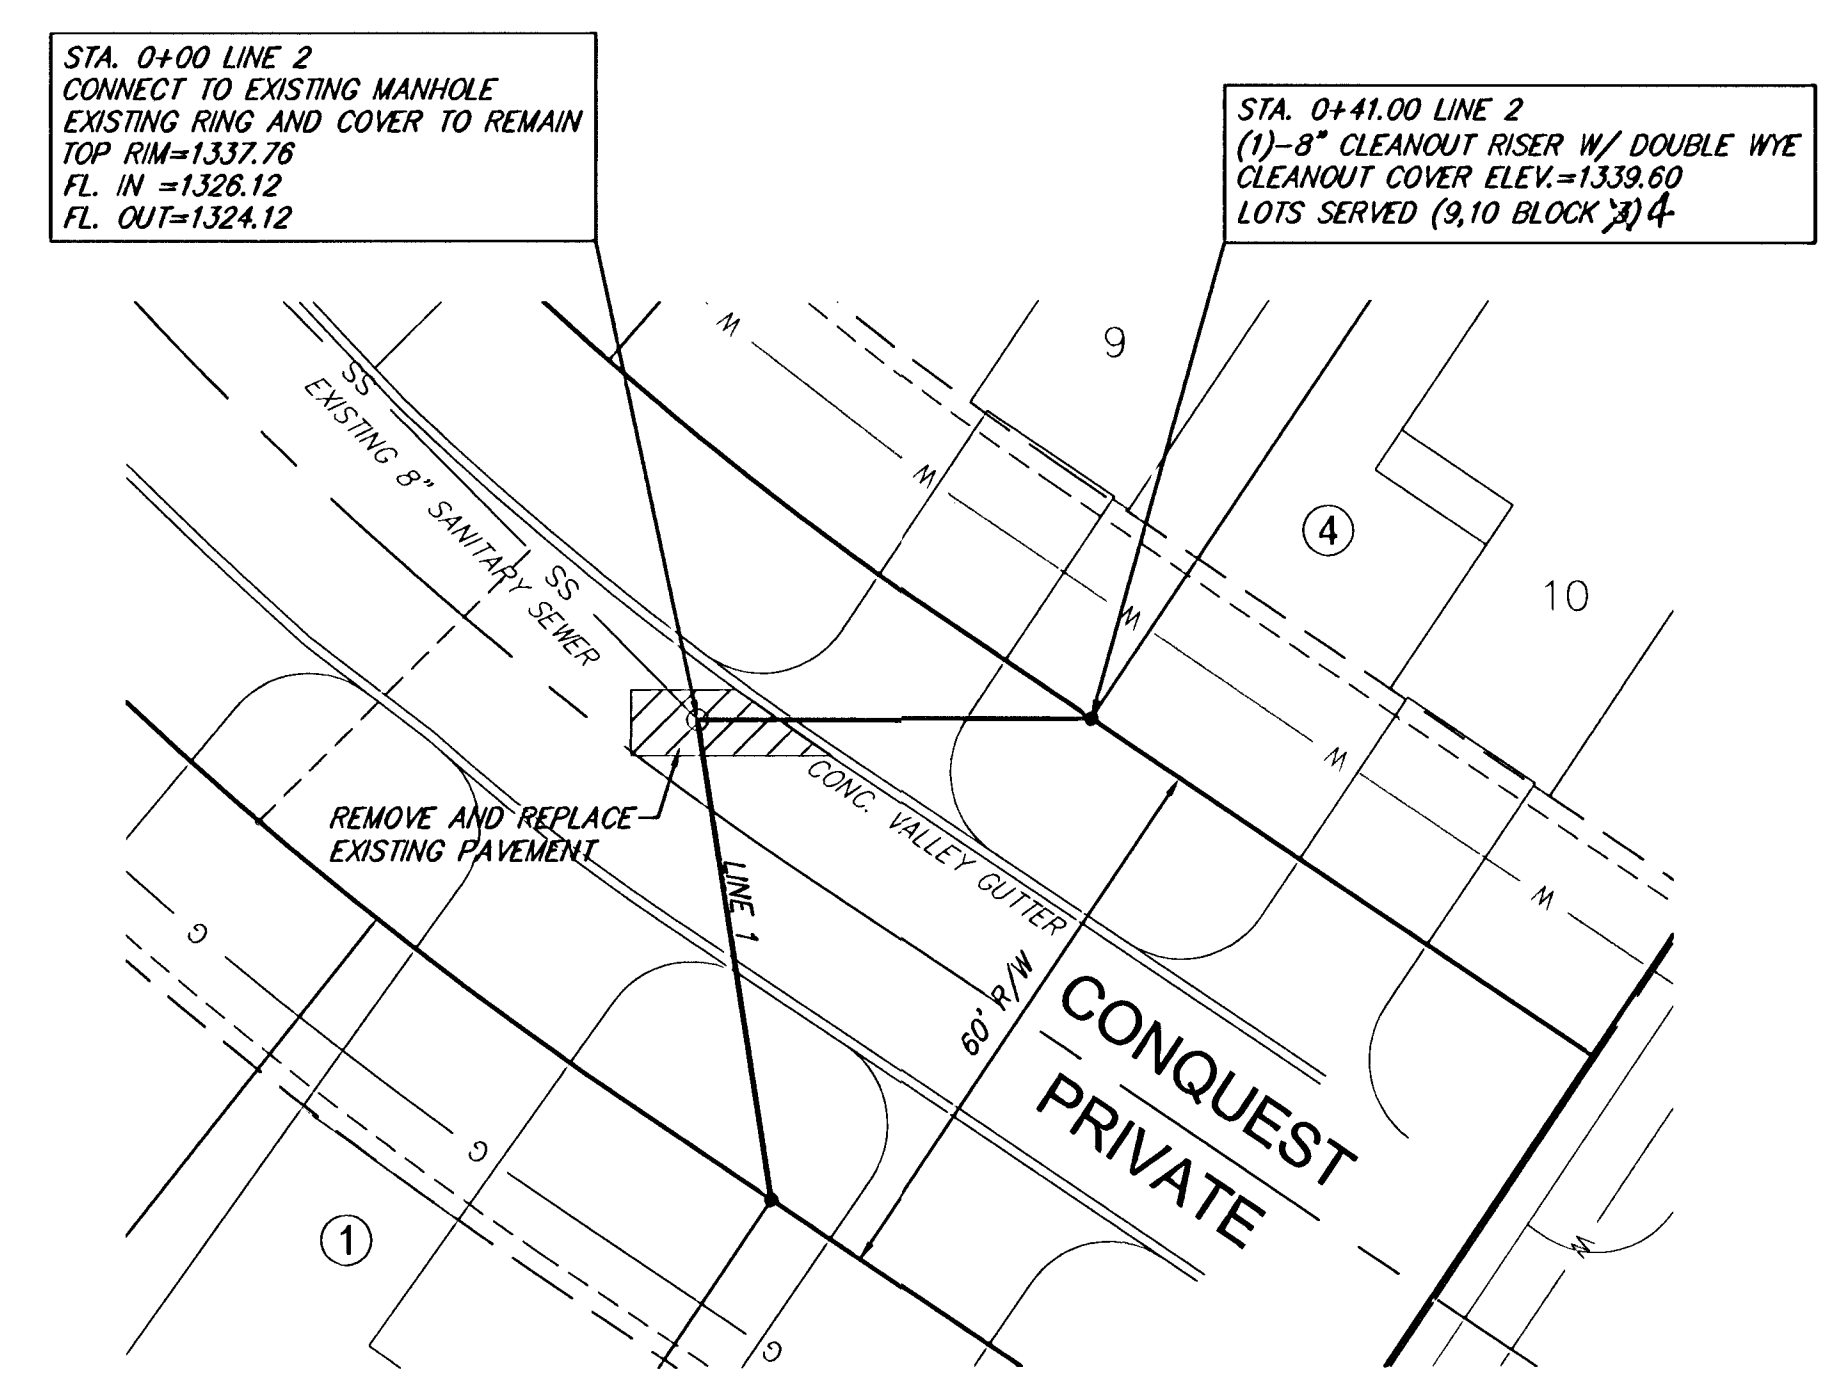 STA. 0+00 LINE 2
CONNECT TO EXISTING MANHOLE
EXISTING RING AND COVER TO REMAIN
TOP RIM=1337.76
FL. IN =1326.12
FL. OUT=1324.12
STA. 0+41.00 LINE 2
(1)-8" CLEANOUT RISER W/ DOUBLE WYE
CLEANOUT COVER ELEV.=1339.60
LOTS SERVED (9,10 BLOCK 3) 4
9
W
SS
EXISTING 8" SANITARY SEWER
W
4
SS
10
W
W
CONC. VALLEY GUTTER
REMOVE AND REPLACE
EXISTING PAVEMENT
LINE 1
W
G
60' R/W
CONQUEST
PRIVATE
G
1
W
G